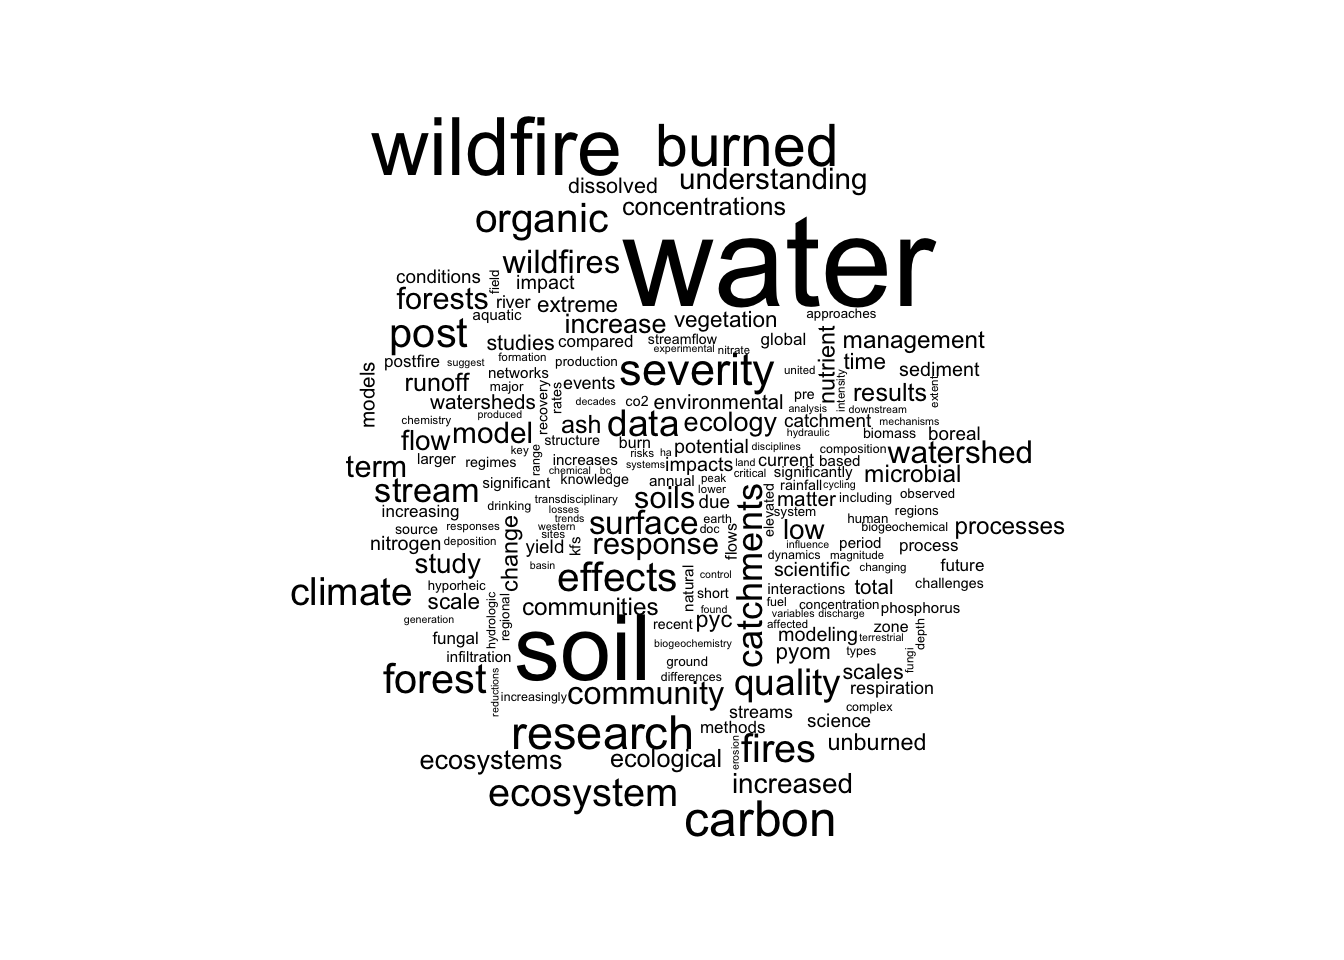 wildfire burned
dissolved understanding
organic concentrations
water
wildfires
conditions field impact
forests river extreme
aquatic approaches
post increase vegetation
studies compared streamflow global nutrient management
experimental nitrate
postfire suggest formation production severity time
models networks united sediment
runoff major recovery rates events intensity results extent
watersheds decades co2 environmental pre
produced analysis downstream
chemistry ash data ecology catchment mechanisms
flow model structure burn hydraulic biomass boreal
key risks ha potential disciplines composition watershed
term larger regimes range increases systems impacts land current based
chemical bc critical significantly microbial
stream significant knowledge annual peak rainfall cycling
transdisciplinary soils lower due catchments elevated matter including observed
increasing drinking losses system regions
source responses change western trends surface earth low human processes
sites doc flows biogeochemical
nitrogen deposition yield kfs response influence period process
study basin effects dynamics magnitude
natural control scientific changing future
climate hyporheic short interactions total challenges
scale hydrologic regional communities found fuel concentration phosphorus
generation soil recent pyc variables discharge
affected zone depth
fungal biogeochemistry modeling terrestrial
infiltration ground pyom types fungi
forest reductions differences quality scales
increasingly community respiration
streams complex
research methods science
erosion fires unburned
ecosystems ecological
ecosystem increased
carbon